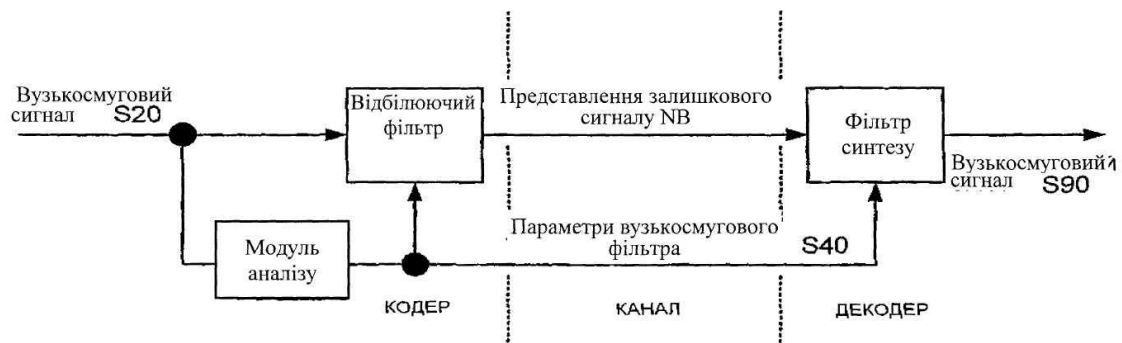 Вузькосмуговий
сигнал S20
Відбілюючий
фільтр
Представлення залишкового
сигналу NB
Фільтр
синтезу
Вузькосмуговий
сигнал S90
Модуль
аналізу
Параметри вузькосмугового
фільтра S40
КОДЕР
КАНАЛ
ДЕКОДЕР